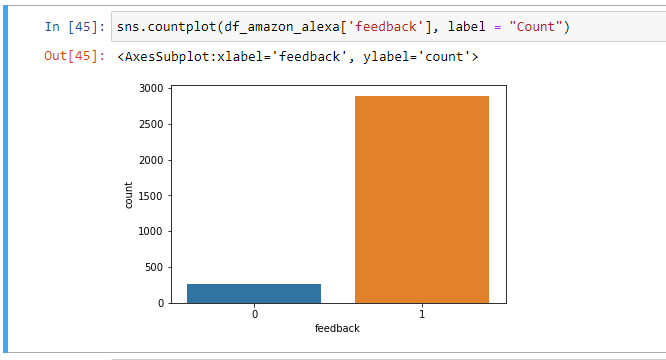 In [45]: sns.countplot(df_amazon_alexa['feedback'], label = "Count")
Out[45]: <AxesSubplot:xlabel='feedback', ylabel='count'>
3000
2500
2000
1500
1000
500
0
count
0 1
feedback